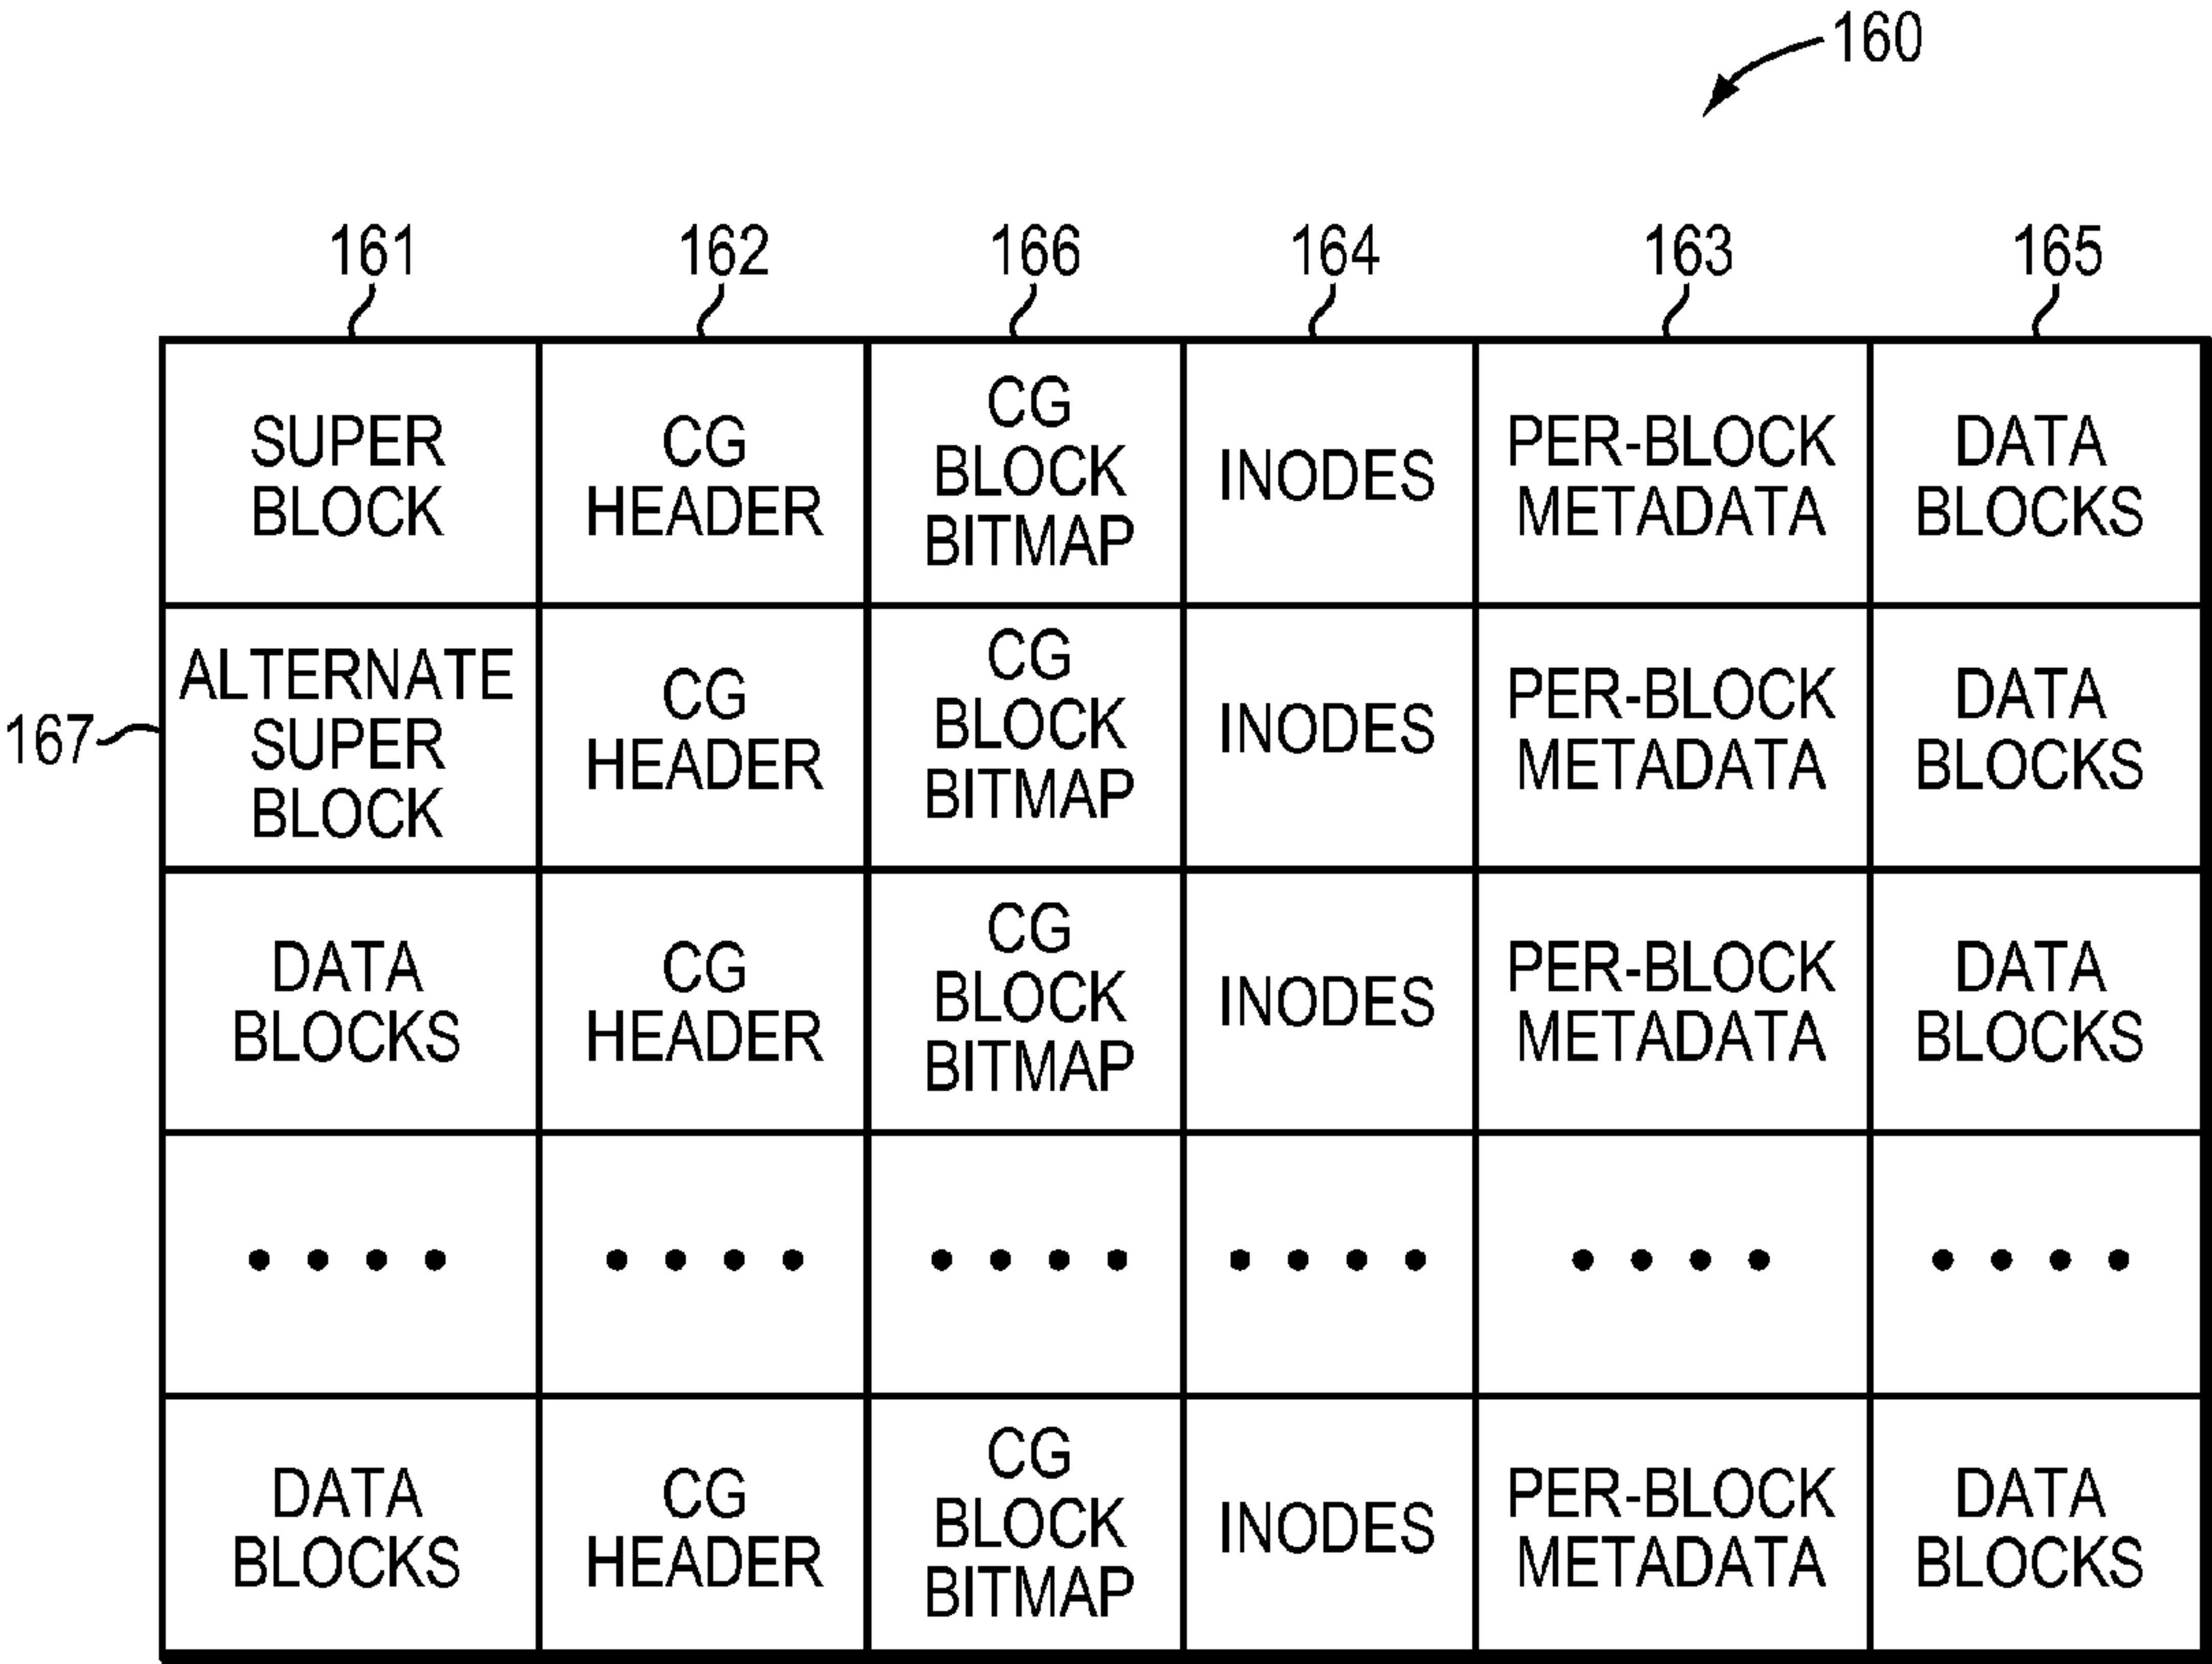 160
161 162 166 164 163 165
SUPER
BLOCK
CG
HEADER
CG
BLOCK
BITMAP
INODES
PER-BLOCK
METADATA
DATA
BLOCKS
167
ALTERNATE
SUPER
BLOCK
CG
HEADER
CG
BLOCK
BITMAP
INODES
PER-BLOCK
METADATA
DATA
BLOCKS
DATA
BLOCKS
CG
HEADER
CG
BLOCK
BITMAP
INODES
PER-BLOCK
METADATA
DATA
BLOCKS
• • • • • • • • • • • • • • • • • • • • • • • •
DATA
BLOCKS
CG
HEADER
CG
BLOCK
BITMAP
INODES
PER-BLOCK
METADATA
DATA
BLOCKS